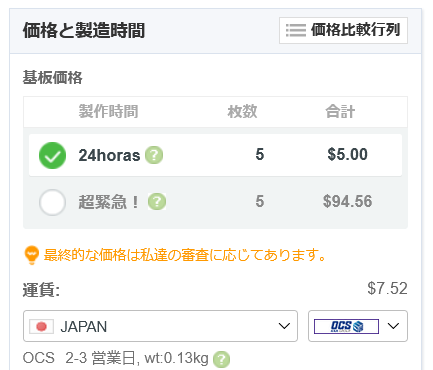 価格と製造時間
価格比較行列
基板価格
製作時間 枚数 合計
24horas ? 5 $5.00
超緊急！ ? 5 $94.56
最終的な価格は私達の審査に応じてあります。
運賃: $7.52
JAPAN OCS
OCS 2-3 営業日, wt:0.13kg ?